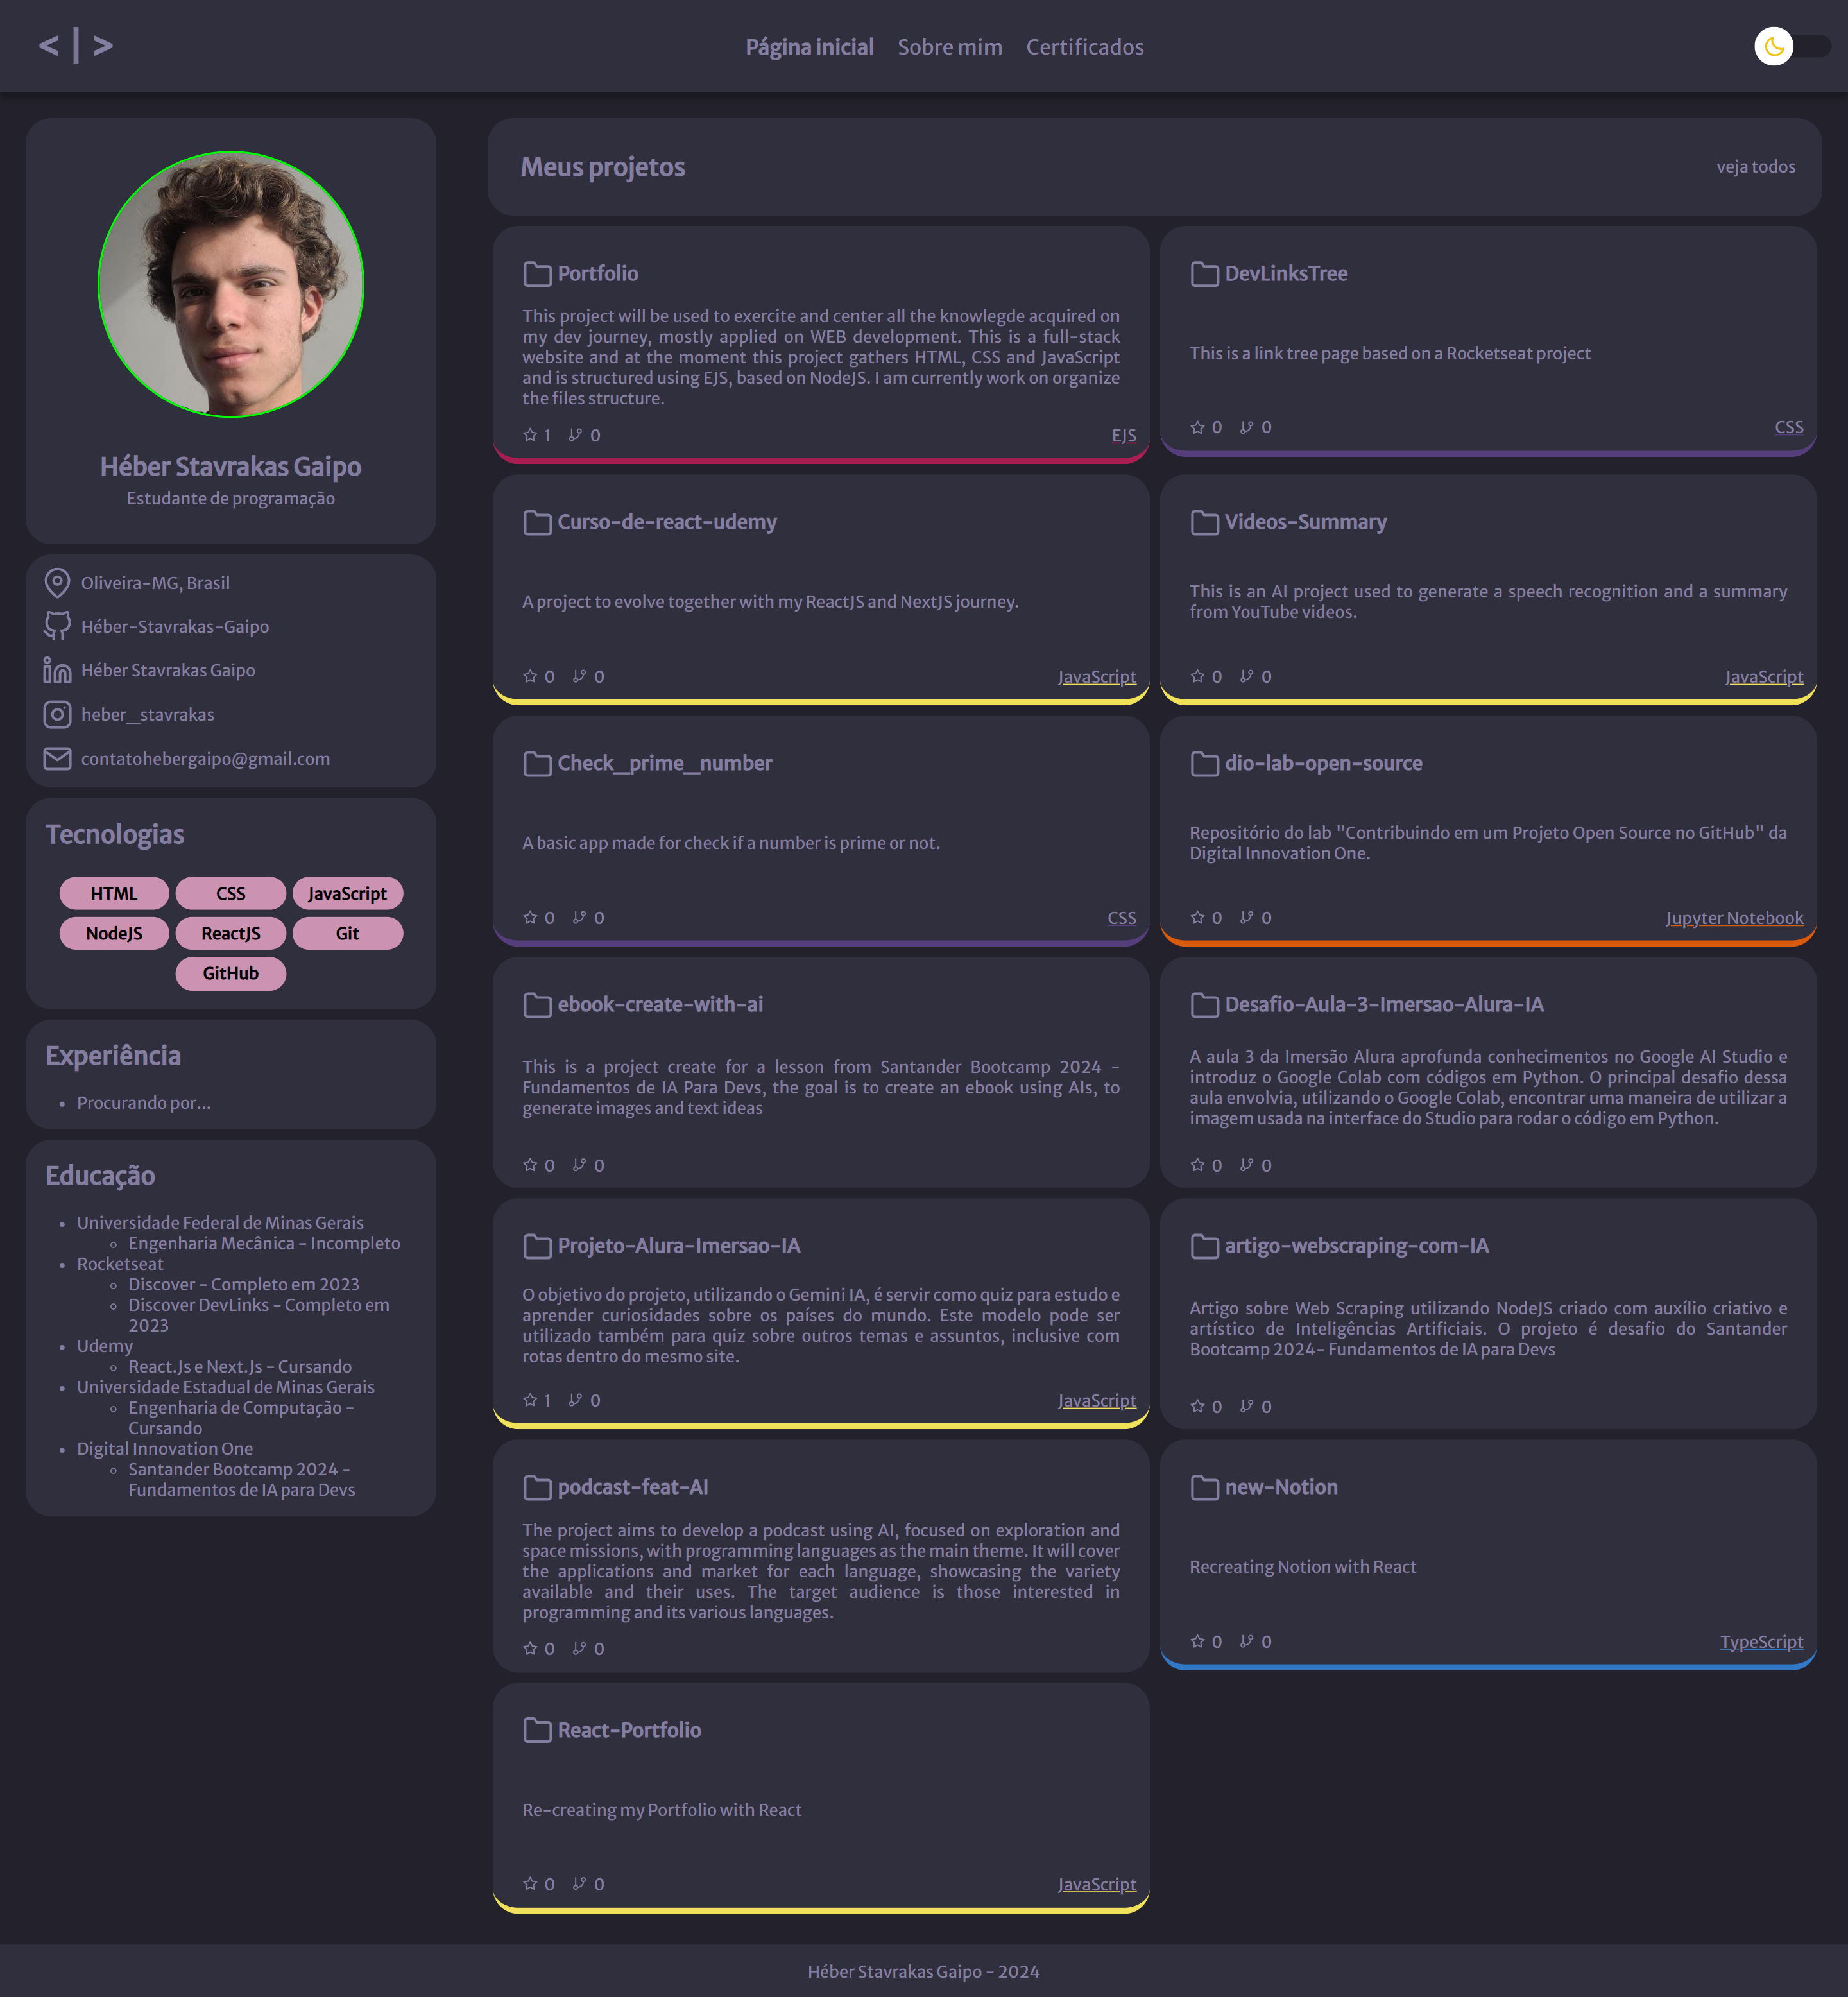 < | >
Página inicial Sobre mim Certificados
Héber Stavrakas Gaipo
Estudante de programação
Oliveira-MG, Brasil
Héber-Stavrakas-Gaipo
Héber Stavrakas Gaipo
heber_stavrakas
contatohebergaipo@gmail.com
Tecnologias
HTML CSS JavaScript
NodeJS ReactJS Git
GitHub
Experiência
Procurando por...
Educação
Universidade Federal de Minas Gerais
Engenharia Mecânica - Incompleto
Rocketseat
Discover - Completo em 2023
Discover DevLinks - Completo em
2023
Udemy
React.Js e Next.Js - Cursando
Universidade Estadual de Minas Gerais
Engenharia de Computação -
Cursando
Digital Innovation One
Santander Bootcamp 2024 -
Fundamentos de IA para Devs
Meus projetos
veja todos
Portfolio
This project will be used to exercite and center all the knowlegde acquired on
my dev journey, mostly applied on WEB development. This is a full-stack
website and at the moment this project gathers HTML, CSS and JavaScript
and is structured using EJS, based on NodeJS. I am currently work on organize
the files structure.
1 0 EJS
DevLinksTree
This is a link tree page based on a Rocketseat project
0 0 CSS
Curso-de-react-udemy
A project to evolve together with my ReactJS and NextJS journey.
0 0 JavaScript
Videos-Summary
This is an AI project used to generate a speech recognition and a summary
from YouTube videos.
0 0 JavaScript
Check_prime_number
A basic app made for check if a number is prime or not.
0 0 CSS
dio-lab-open-source
Repositório do lab "Contribuindo em um Projeto Open Source no GitHub" da
Digital Innovation One.
0 0 Jupyter Notebook
ebook-create-with-ai
This is a project create for a lesson from Santander Bootcamp 2024 -
Fundamentos de IA Para Devs, the goal is to create an ebook using AIs, to
generate images and text ideas
0 0
Desafio-Aula-3-Imersao-Alura-IA
A aula 3 da Imersão Alura aprofunda conhecimentos no Google AI Studio e
introduz o Google Colab com códigos em Python. O principal desafio dessa
aula envolvia, utilizando o Google Colab, encontrar uma maneira de utilizar a
imagem usada na interface do Studio para rodar o código em Python.
0 0
Projeto-Alura-Imersao-IA
O objetivo do projeto, utilizando o Gemini IA, é servir como quiz para estudo e
aprender curiosidades sobre os países do mundo. Este modelo pode ser
utilizado também para quiz sobre outros temas e assuntos, inclusive com
rotas dentro do mesmo site.
1 0 JavaScript
artigo-webscraping-com-IA
Artigo sobre Web Scraping utilizando NodeJS criado com auxílio criativo e
artístico de Inteligências Artificiais. O projeto é desafio do Santander
Bootcamp 2024- Fundamentos de IA para Devs
0 0
podcast-feat-AI
The project aims to develop a podcast using AI, focused on exploration and
space missions, with programming languages as the main theme. It will cover
the applications and market for each language, showcasing the variety
available and their uses. The target audience is those interested in
programming and its various languages.
0 0
new-Notion
Recreating Notion with React
0 0 TypeScript
React-Portfolio
Re-creating my Portfolio with React
0 0 JavaScript
Héber Stavrakas Gaipo - 2024